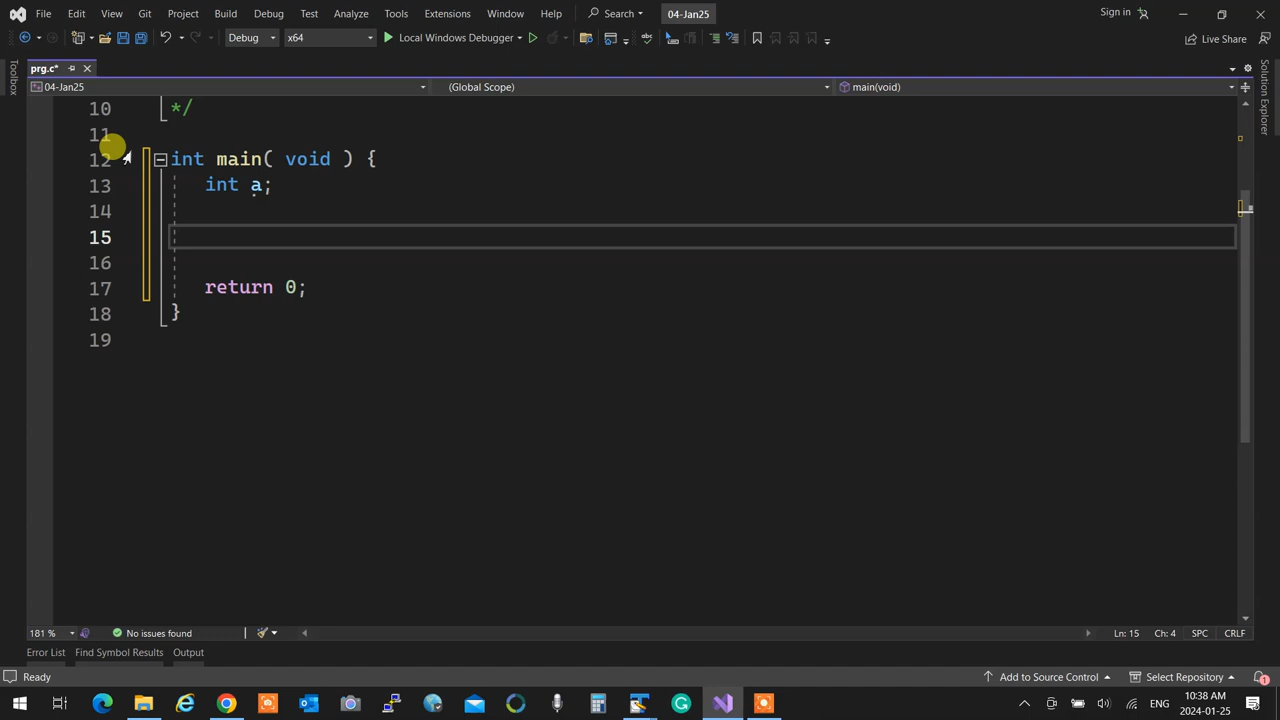 File Edit View Git Project Build Debug Test Analyze Tools Extensions Window Help Search 04-Jan25 Sign in
Debug x64 Local Windows Debugger Live Share
prg.c*
04-Jan25 (Global Scope) main(void)
Toolbox
Solution Explorer
10 */
11
12 int main( void ) {
13 int a;
14
15
16
17 return 0;
18 }
19
181 % No issues found Ln: 15 Ch: 4 SPC CRLF
Error List Find Symbol Results Output
Ready Add to Source Control Select Repository 1
ENG 10:38 AM
2024-01-25